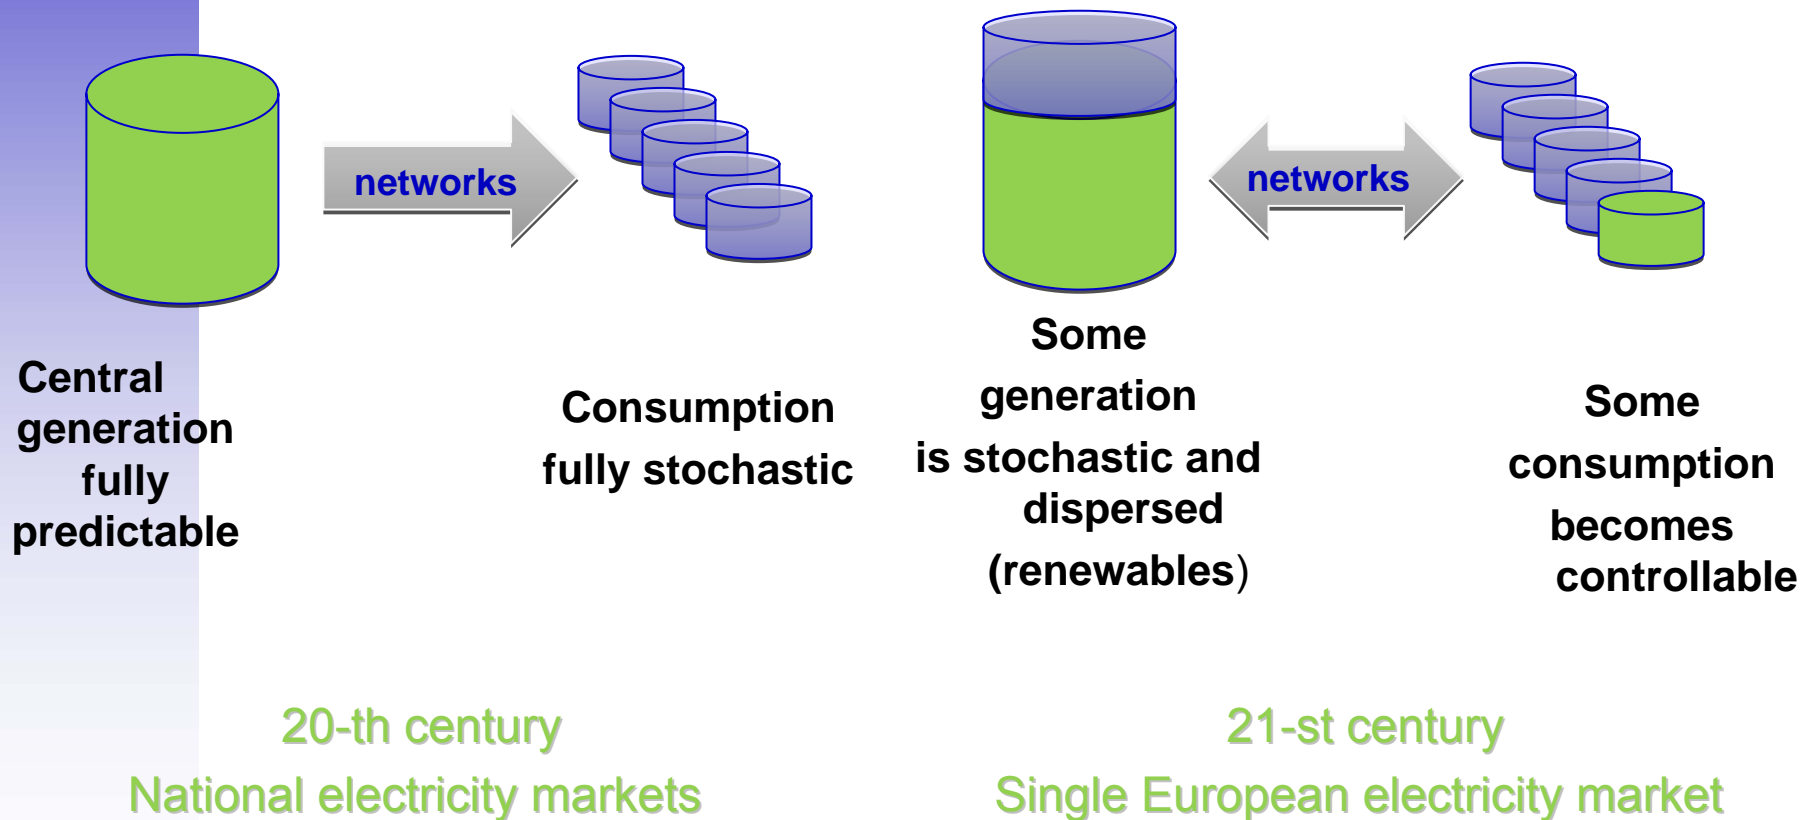 networks
Central
generation
fully
predictable
Consumption
fully stochastic
20-th century
National electricity markets
networks
Some
generation
is stochastic and
dispersed
(renewables)
Some
consumption
becomes
controllable
21-st century
Single European electricity market